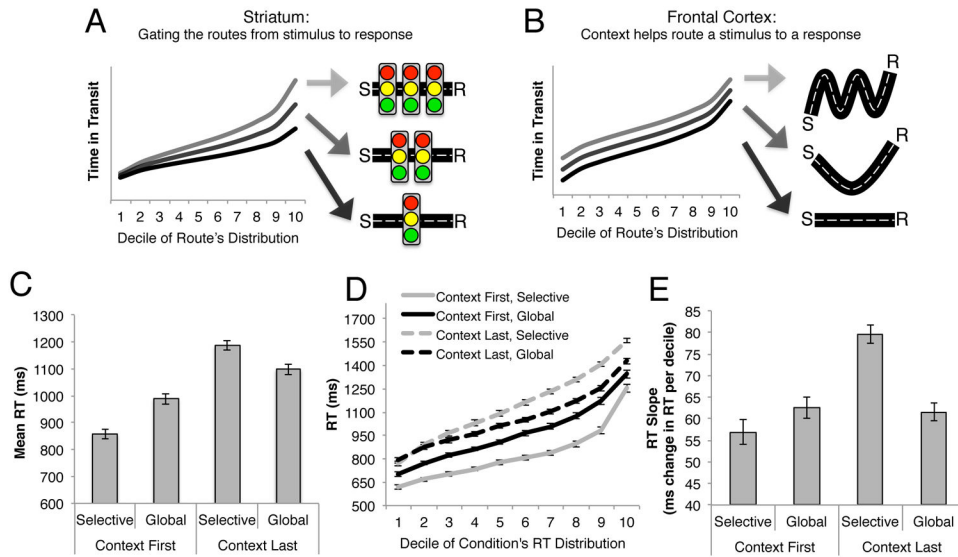 A
Striatum:
Gating the routes from stimulus to response
Time in Transit
1 2 3 4 5 6 7 8 9 10
Decile of Route's Distribution
S R
S R
S R
B
Frontal Cortex:
Context helps route a stimulus to a response
Time in Transit
1 2 3 4 5 6 7 8 9 10
Decile of Route's Distribution
S R
S R
S R
C
Mean RT (ms)
1300
1200
1100
1000
900
800
700
600
Selective Global Selective Global
Context First Context Last
D
Context First, Selective
Context First, Global
Context Last, Selective
Context Last, Global
RT (ms)
1700
1550
1400
1250
1100
950
800
650
500
1 2 3 4 5 6 7 8 9 10
Decile of Condition's RT Distribution
E
RT Slope
(ms change in RT per decile)
85
80
75
70
65
60
55
50
45
40
Selective Global Selective Global
Context First Context Last